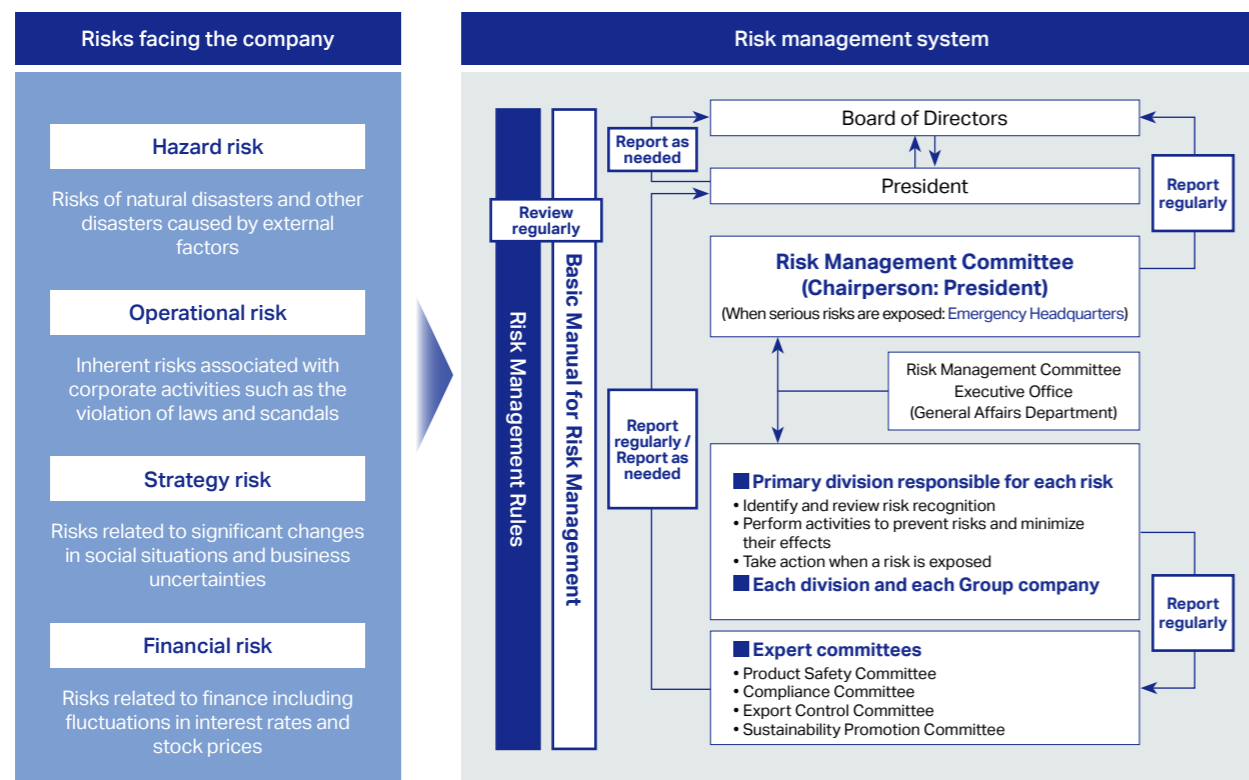 Risks facing the company
Hazard risk
Risks of natural disasters and other
disasters caused by external
factors
Operational risk
Inherent risks associated with
corporate activities such as the
violation of laws and scandals
Strategy risk
Risks related to significant changes
in social situations and business
uncertainties
Financial risk
Risks related to finance including
fluctuations in interest rates and
stock prices
Risk management system
Risk Management Rules
Basic Manual for Risk Management
Review
regularly
Report as
needed
Board of Directors
President
Report
regularly
Risk Management Committee
(Chairperson: President)
(When serious risks are exposed: Emergency Headquarters)
Risk Management Committee
Executive Office
(General Affairs Department)
Report
regularly /
Report as
needed
■Primary division responsible for each risk
• Identify and review risk recognition
• Perform activities to prevent risks and minimize
their effects
• Take action when a risk is exposed
■Each division and each Group company
Report
regularly
■Expert committees
• Product Safety Committee
• Compliance Committee
• Export Control Committee
• Sustainability Promotion Committee